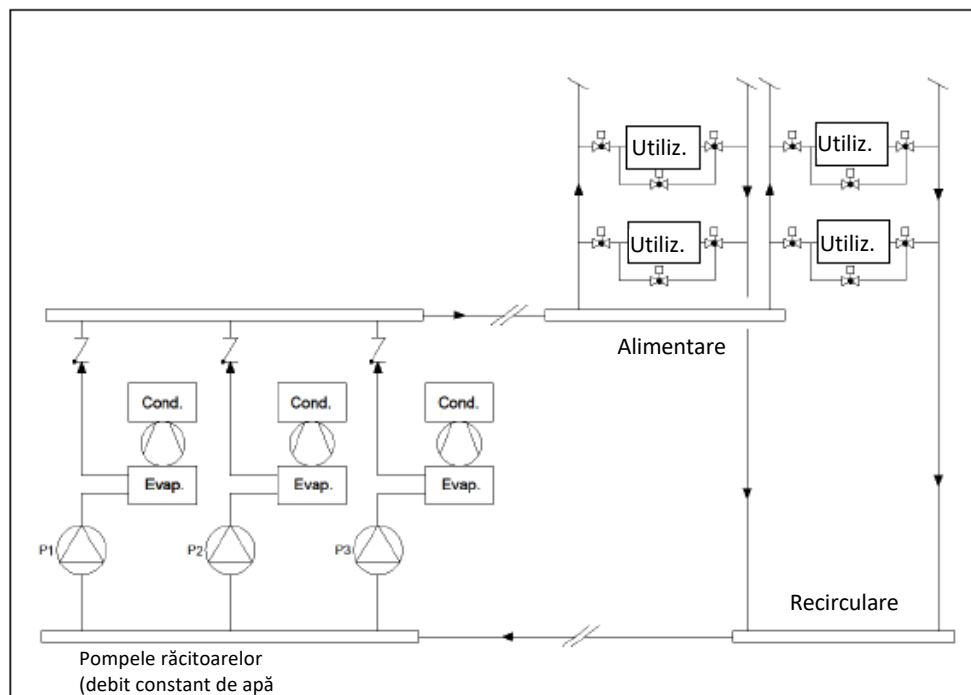 Utiliz.
Utiliz.
Utiliz.
Utiliz.
Alimentare
Cond.
Cond.
Cond.
Evap.
Evap.
Evap.
P1
P2
P3
Recirculare
Pompele răcitoarelor
(debit constant de apă